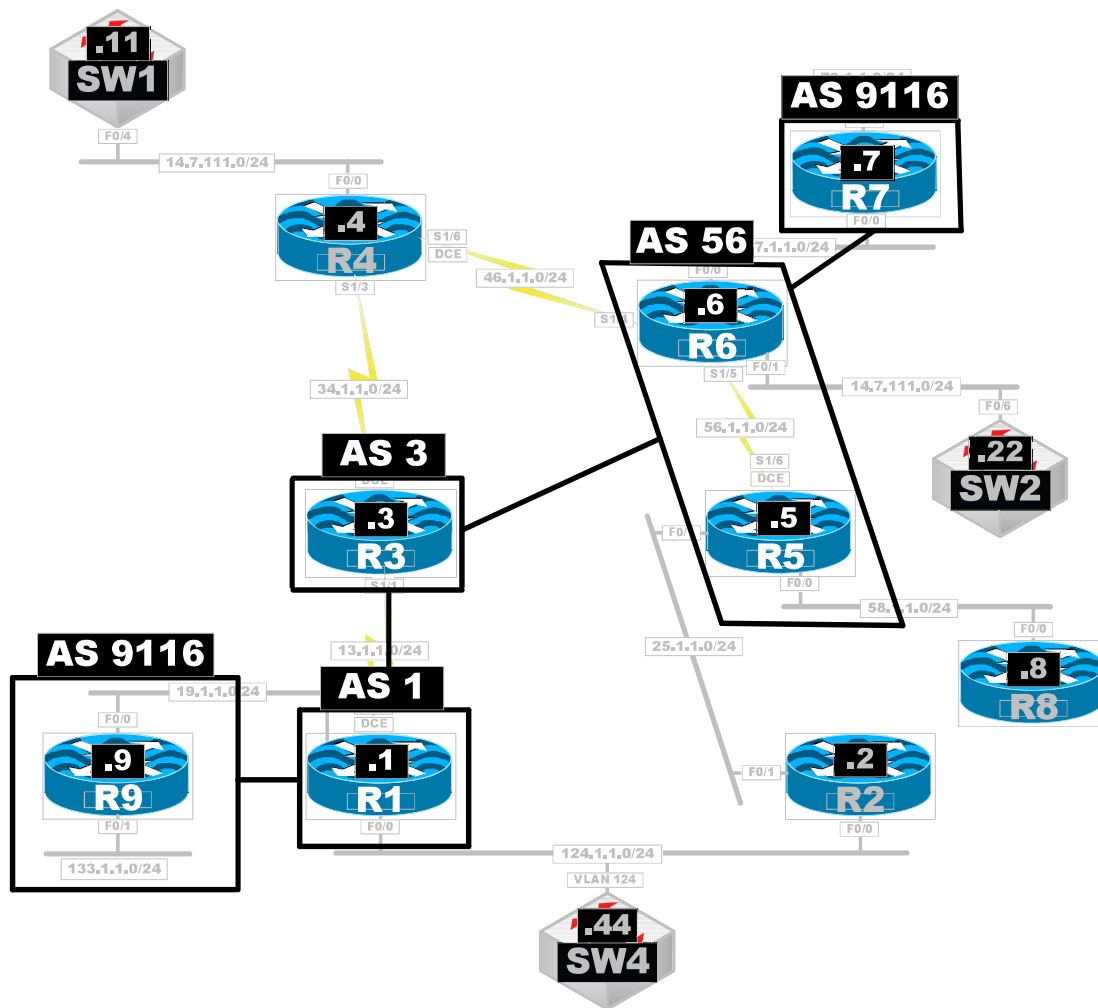 .11
SW1
F0/4
14.7.111.0/24
F0/0
.4
R4
S1/6
DCE
S1/3
46.1.1.0/24
34.1.1.0/24
AS 9116
.7
R7
F0/0
AS 56
F0/0
.6
R6
F0/1
S1/5
14.7.111.0/24
F0/6
.22
SW2
56.1.1.0/24
S1/6
DCE
.5
R5
F0/0
58.1.1.0/24
F0/0
.8
R8
AS 3
.3
R3
S1/1
13.1.1.0/24
25.1.1.0/24
AS 9116
19.1.1.0/24
F0/0
.9
R9
F0/1
133.1.1.0/24
AS 1
DCE
.1
R1
F0/0
.2
F0/1
R2
F0/0
124.1.1.0/24
VLAN 124
.44
SW4